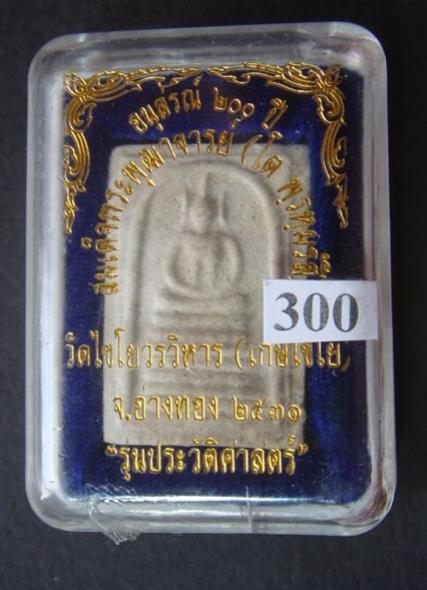 อนุสรณ์ ๒๐๐ ปี
สมเด็จพระพุฒาจารย์ (โต พรหมรังสี
300
วัดไชโยวรวิหาร (เกษไชโย)
จ.อ่างทอง ๒๕๓๑
"รุ่นประวัติศาสตร์"